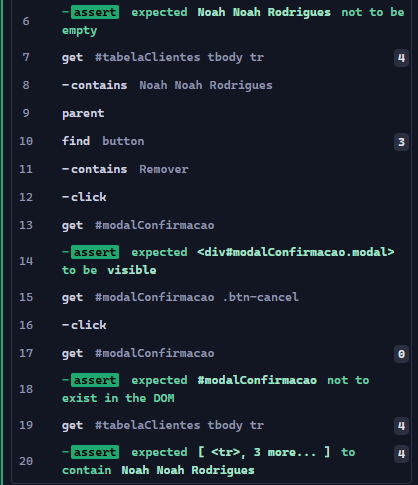 6 -assert expected Noah Noah Rodrigues not to be
empty
7 get #tabelaClientes tbody tr 4
8 -contains Noah Noah Rodrigues
9 parent
10 find button 3
11 -contains Remover
12 -click
13 get #modalConfirmacao
14 -assert expected <div#modalConfirmacao.modal>
to be visible
15 get #modalConfirmacao .btn-cancel
16 -click
17 get #modalConfirmacao 0
18 -assert expected #modalConfirmacao not to
exist in the DOM
19 get #tabelaClientes tbody tr 4
20 -assert expected [ <tr>, 3 more... ] to 4
contain Noah Noah Rodrigues